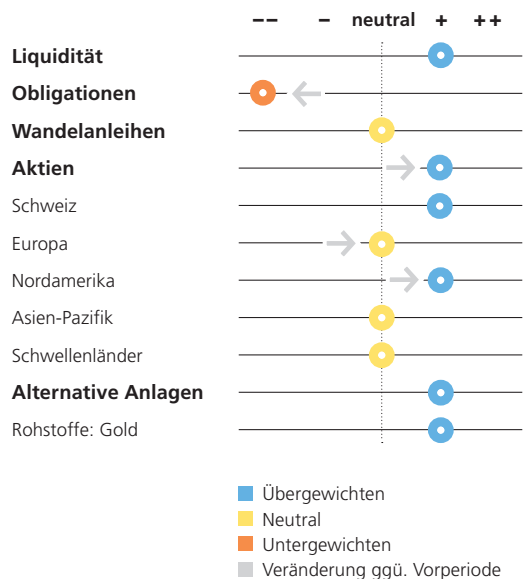 –– – neutral + ++
Liquidität
Obligationen
Wandelanleihen
Aktien
Schweiz
Europa
Nordamerika
Asien-Pazifik
Schwellenländer
Alternative Anlagen
Rohstoffe: Gold
Übergewichten
Neutral
Untergewichten
Veränderung ggü. Vorperiode